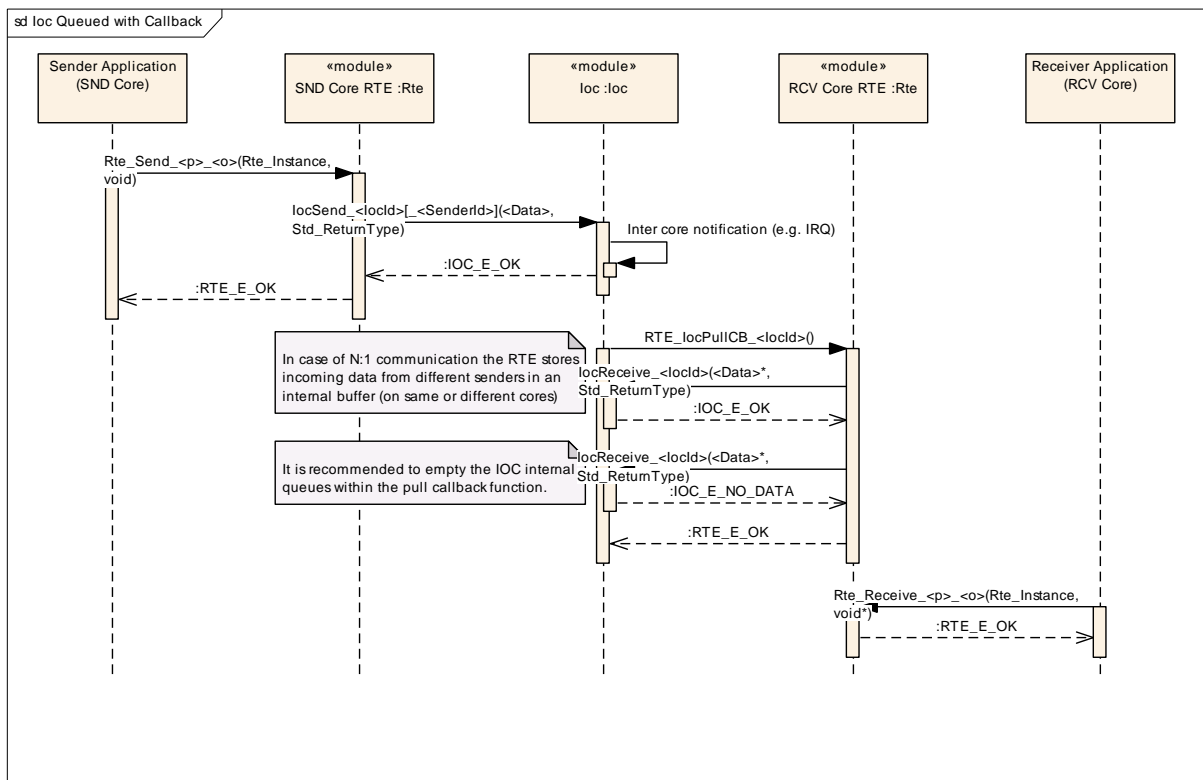 sd Ioc Queued with Callback
Sender Application
(SND Core)
«module»
SND Core RTE :Rte
«module»
Ioc :Ioc
«module»
RCV Core RTE :Rte
Receiver Application
(RCV Core)
Rte_Send_<p>_<o>(Rte_Instance,
void)
IocSend_<IocId>[_<SenderId>](<Data>,
Std_ReturnType)
Inter core notification (e.g. IRQ)
:IOC_E_OK
:RTE_E_OK
RTE_IocPullCB_<IocId>()
In case of N:1 communication the RTE stores
incoming data from different senders in an
internal buffer (on same or different cores)
IocReceive_<IocId>(<Data>*,
Std_ReturnType)
:IOC_E_OK
It is recommended to empty the IOC internal
queues within the pull callback function.
IocReceive_<IocId>(<Data>*,
Std_ReturnType)
:IOC_E_NO_DATA
:RTE_E_OK
Rte_Receive_<p>_<o>(Rte_Instance,
void*)
:RTE_E_OK